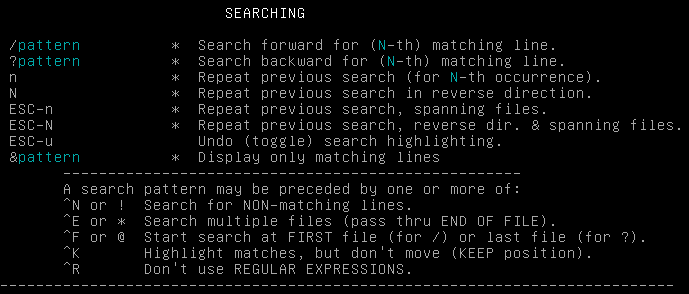 SEARCHING
/pattern * Search forward for (N-th) matching line.
?pattern * Search backward for (N-th) matching line.
n * Repeat previous search (for N-th occurrence).
N * Repeat previous search in reverse direction.
ESC-n * Repeat previous search, spanning files.
ESC-N * Repeat previous search, reverse dir. & spanning files.
ESC-u Undo (toggle) search highlighting.
&pattern * Display only matching lines
---------------------------------------------------
A search pattern may be preceded by one or more of:
^N or ! Search for NON-matching lines.
^E or * Search multiple files (pass thru END OF FILE).
^F or @ Start search at FIRST file (for /) or last file (for ?).
^K Highlight matches, but don't move (KEEP position).
^R Don't use REGULAR EXPRESSIONS.
---------------------------------------------------------------------------